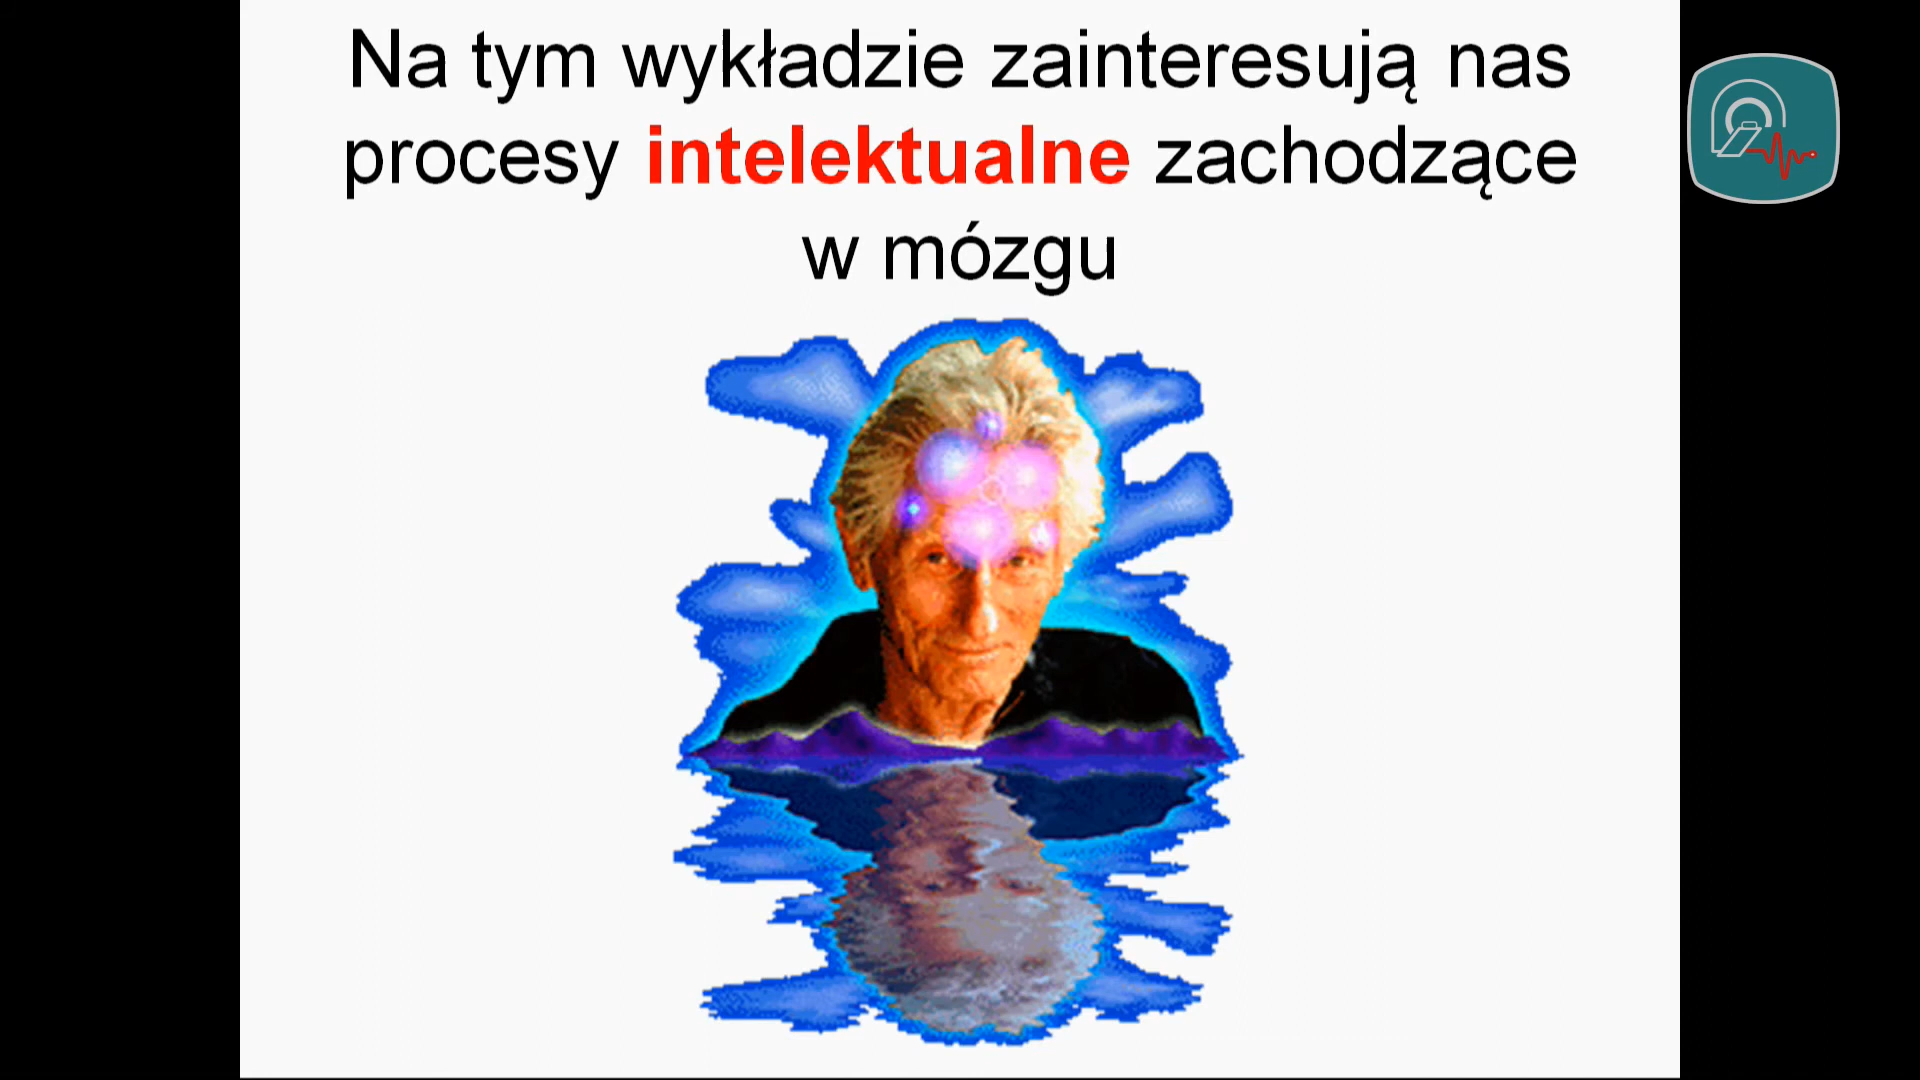 Na tym wykładzie zainteresują nas
procesy intelektualne zachodzące
w mózgu